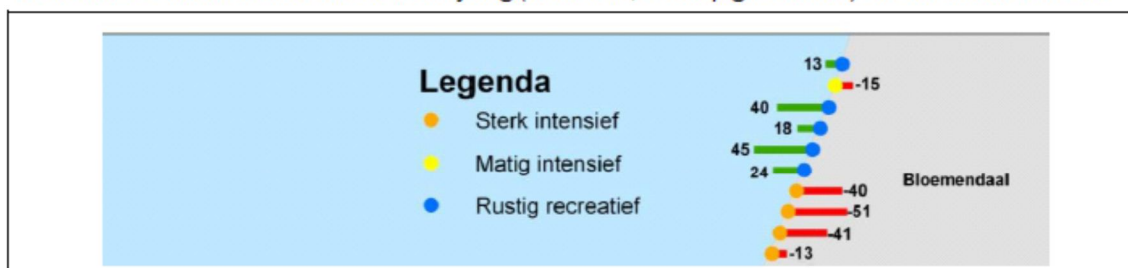 13
-15
Legenda
40
Sterk intensief
18
45
Matig intensief
24
Bloemendaal
-40
Rustig recreatief
-51
-41
-13